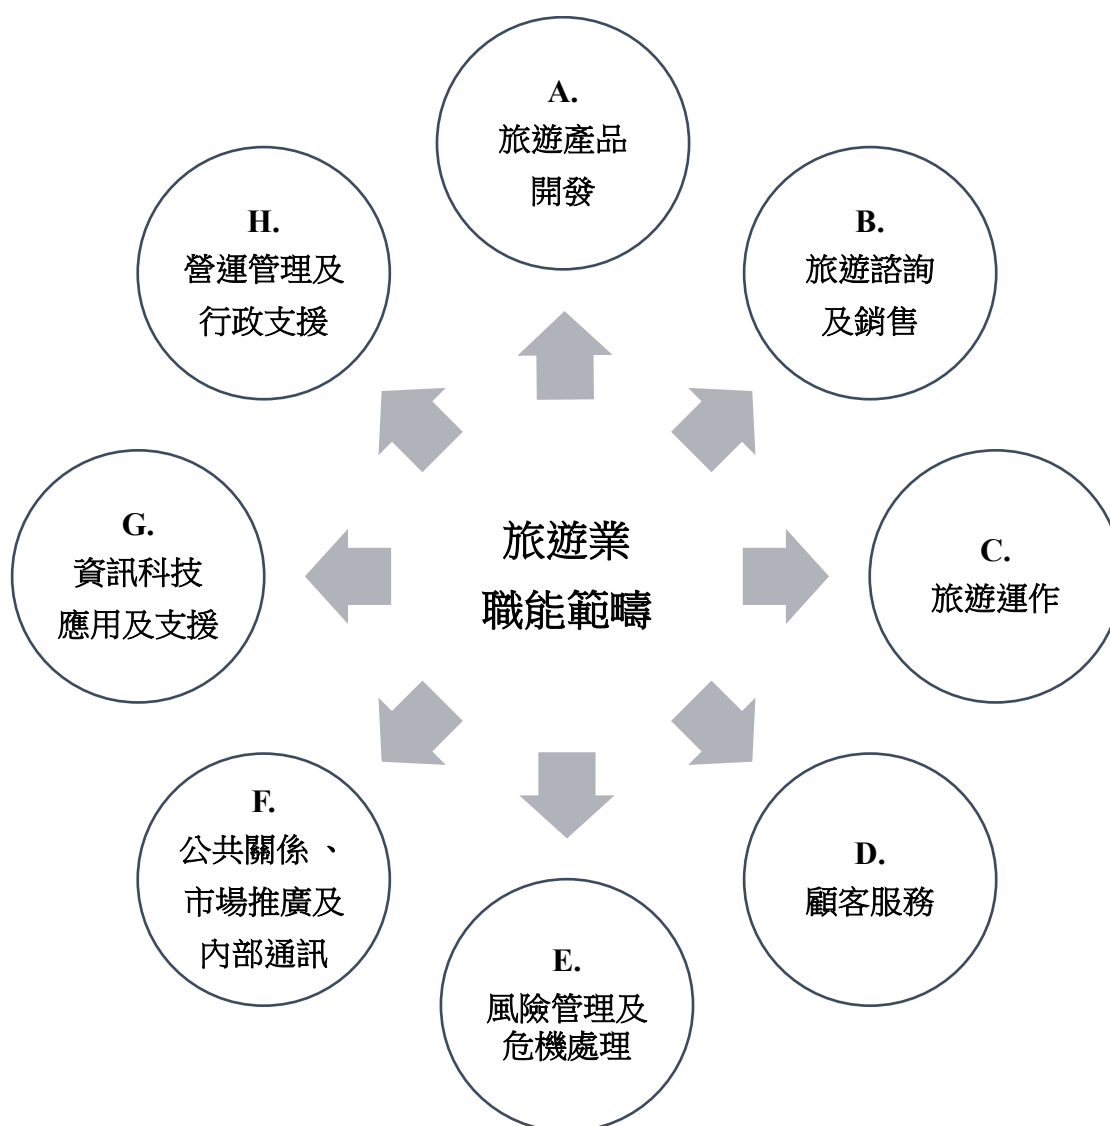 A.
旅遊產品
開發
B.
旅遊諮詢
及銷售
C.
旅遊運作
D.
顧客服務
E.
風險管理及
危機處理
F.
公共關係、
市場推廣及
內部通訊
G.
資訊科技
應用及支援
H.
營運管理及
行政支援
旅遊業
職能範疇